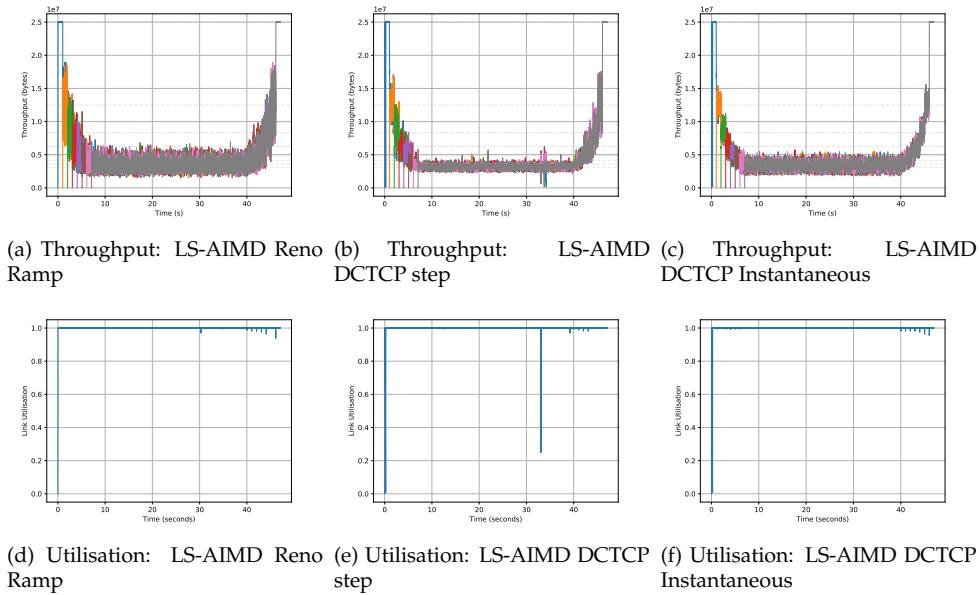 1e7
1e7
1e7
2.5
2.0
1.5
1.0
0.5
0.0
Throughput (bytes)
0
10
20
30
40
Time (s)
2.5
2.0
1.5
1.0
0.5
0.0
Throughput (bytes)
0
10
20
30
40
Time (s)
2.5
2.0
1.5
1.0
0.5
0.0
Throughput (bytes)
0
10
20
30
40
Time (s)
(a) Throughput: LS-AIMD Reno
Ramp
(b) Throughput: LS-AIMD
DCTCP step
(c) Throughput: LS-AIMD
DCTCP Instantaneous
1.0
0.8
0.6
0.4
0.2
0.0
Link Utilisation
0
10
20
30
40
Time (seconds)
1.0
0.8
0.6
0.4
0.2
0.0
Link Utilisation
0
10
20
30
40
Time (seconds)
1.0
0.8
0.6
0.4
0.2
0.0
Link Utilisation
0
10
20
30
40
Time (seconds)
(d) Utilisation: LS-AIMD Reno
Ramp
(e) Utilisation: LS-AIMD DCTCP
step
(f) Utilisation: LS-AIMD DCTCP
Instantaneous